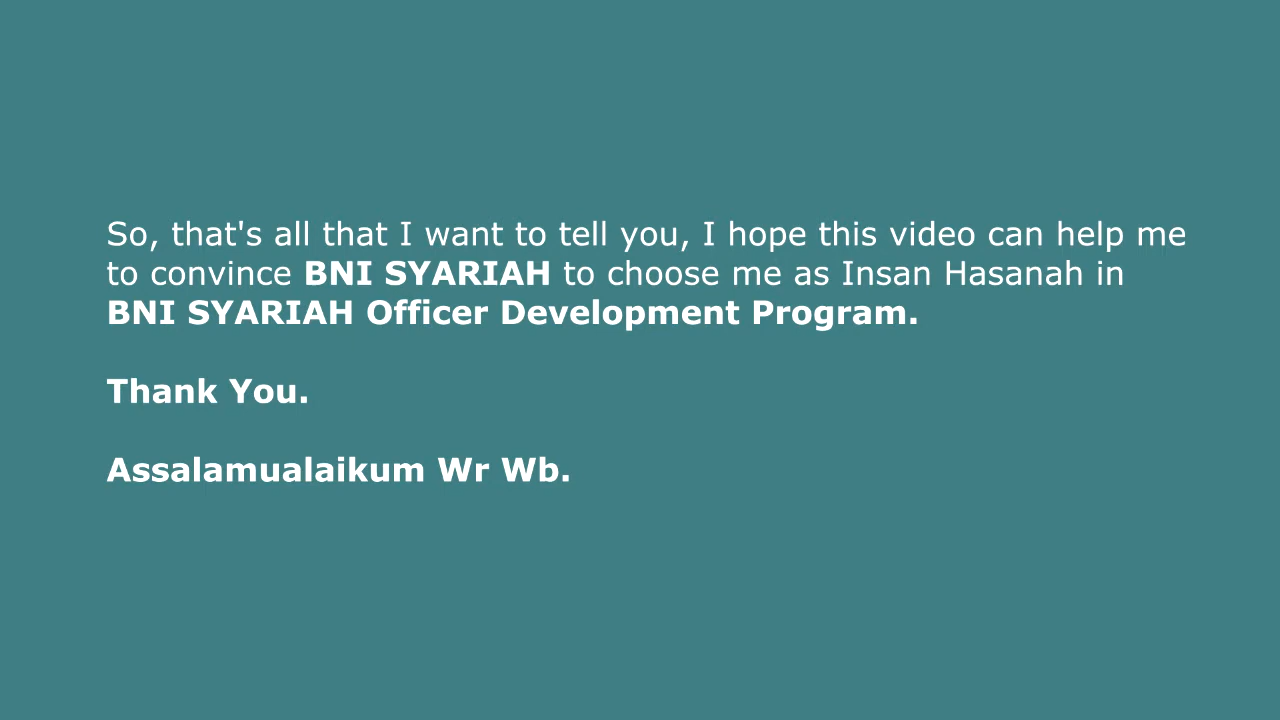 So, that's all that I want to tell you, I hope this video can help me
to convince BNI SYARIAH to choose me as Insan Hasanah in
BNI SYARIAH Officer Development Program.
Thank You.
Assalamualaikum Wr Wb.